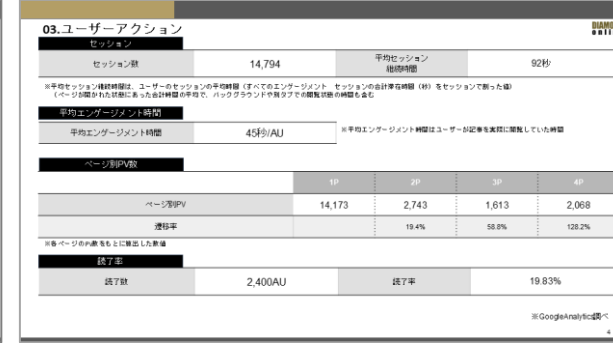 03.ユーザーアクション
DIAMO
onli
セッション
セッション数 14,794 平均セッション継続時間 92秒
※平均セッション継続時間は、ユーザーのセッションの平均時間（すべてのエンゲージメント セッションの合計滞在時間（秒）をセッションで割った値）
（ページが開かれた状態にあった合計時間の平均で、バックグラウンドや別タブでの閲覧状態の時間も含む
平均エンゲージメント時間
平均エンゲージメント時間 45秒/AU ※平均エンゲージメント時間はユーザーが記事を実際に閲覧していた時間
ページ別PV数
1P 2P 3P 4P
ページ別PV 14,173 2,743 1,613 2,068
遷移率 19.4% 58.8% 128.2%
※各ページのPV数をもとに算出した数値
読了率
読了数 2,400AU 読了率 19.83%
※GoogleAnalytics調べ
4